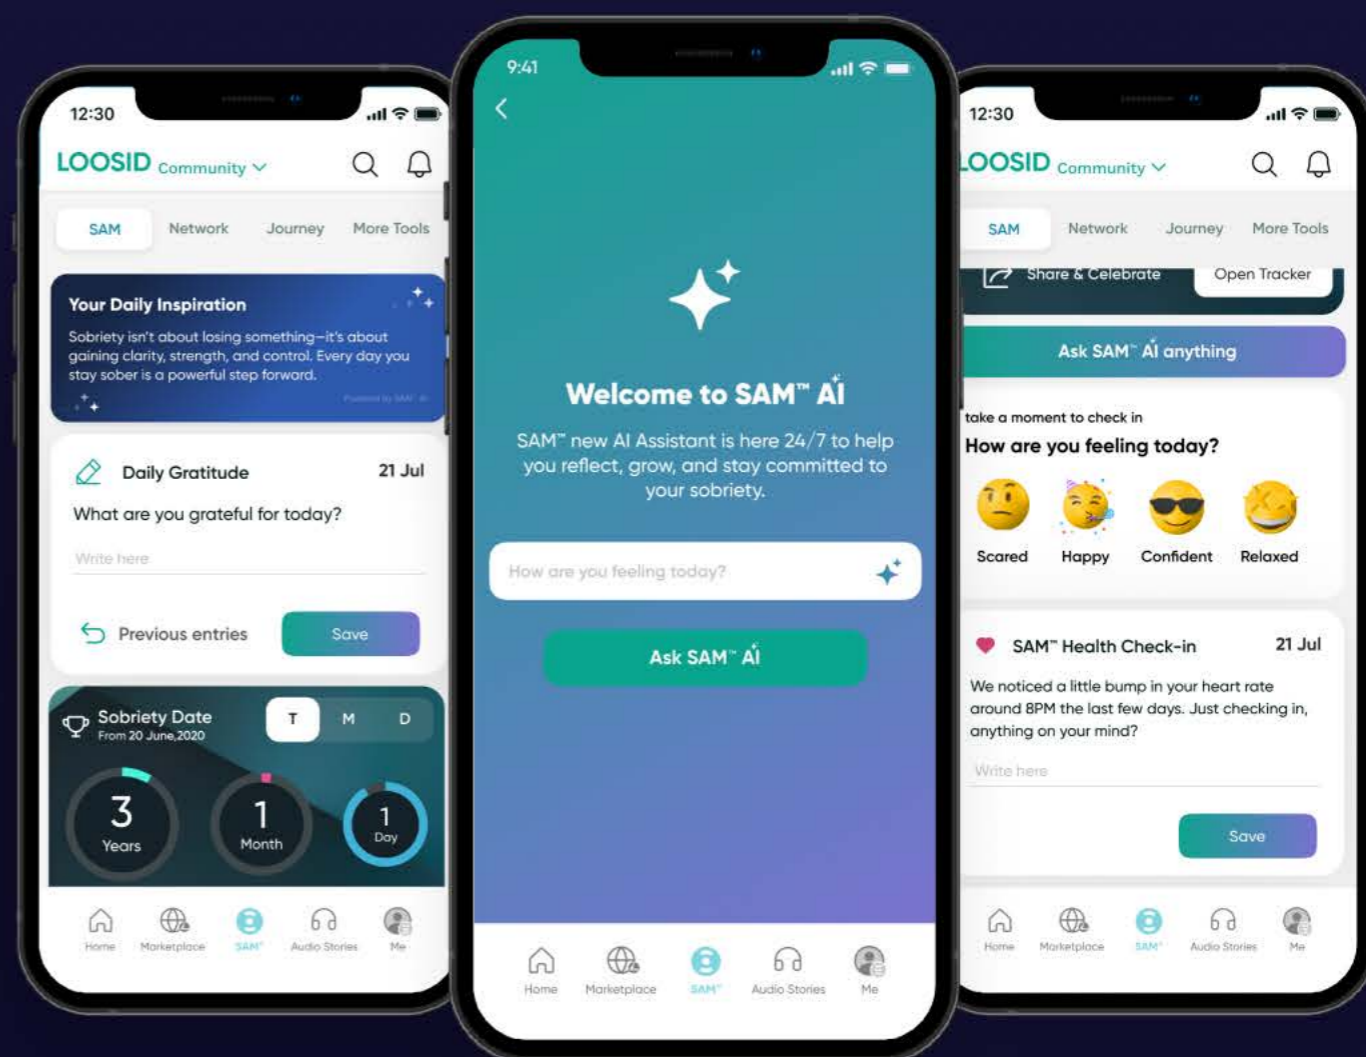 12:30
LOOSID Community
SAM Network Journey More Tools
Your Daily Inspiration
Sobriety isn't about losing something—it's about
gaining clarity, strength, and control. Every day you
stay sober is a powerful step forward.
Powered by SAM™ AI
Daily Gratitude 21 Jul
What are you grateful for today?
Write here
Previous entries Save
Sobriety Date T M D
From 20 June,2020
3 1 1
Years Month Day
Home Marketplace SAM™ Audio Stories Me
9:41
Welcome to SAM™ AI
SAM™ new AI Assistant is here 24/7 to help
you reflect, grow, and stay committed to
your sobriety.
How are you feeling today?
Ask SAM™ AI
Home Marketplace SAM™ Audio Stories Me
12:30
LOOSID Community
SAM Network Journey More Tools
Share & Celebrate Open Tracker
Ask SAM™ AI anything
take a moment to check in
How are you feeling today?
Scared Happy Confident Relaxed
SAM™ Health Check-in 21 Jul
We noticed a little bump in your heart rate
around 8PM the last few days. Just checking in,
anything on your mind?
Write here
Save
Home Marketplace SAM™ Audio Stories Me